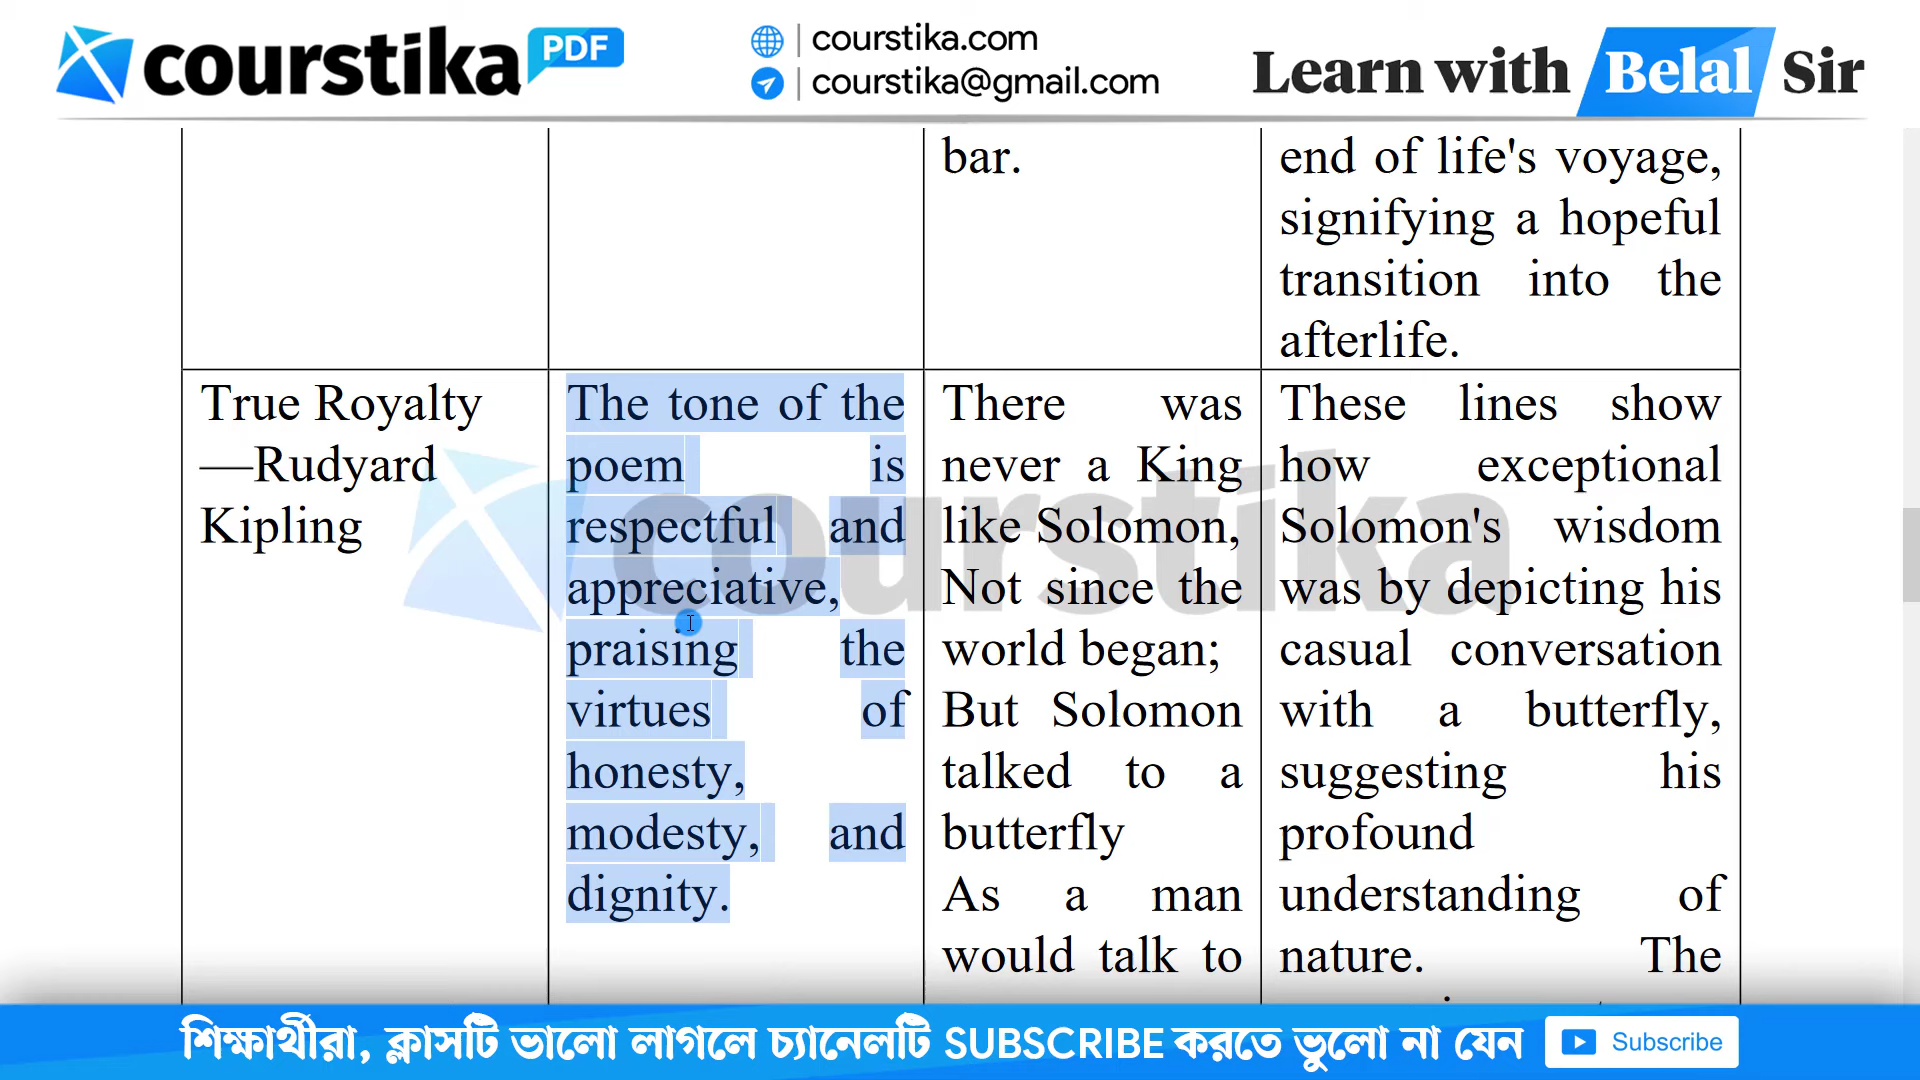 courstika PDF
courstika.com
courstika@gmail.com
Learn with Belal Sir
bar.
end of life's voyage,
signifying a hopeful
transition into the
afterlife.
True Royalty
—Rudyard
Kipling
The tone of the
poem is
respectful and
appreciative,
praising the
virtues of
honesty,
modesty, and
dignity.
There was
never a King
like Solomon,
Not since the
world began;
But Solomon
talked to a
butterfly
As a man
would talk to
These lines show
how exceptional
Solomon's wisdom
was by depicting his
casual conversation
with a butterfly,
suggesting his
profound
understanding of
nature. The
courstika
শিক্ষার্থীরা, ক্লাসটি ভালো লাগলে চ্যানেলটি SUBSCRIBE করতে ভুলো না যেন
Subscribe